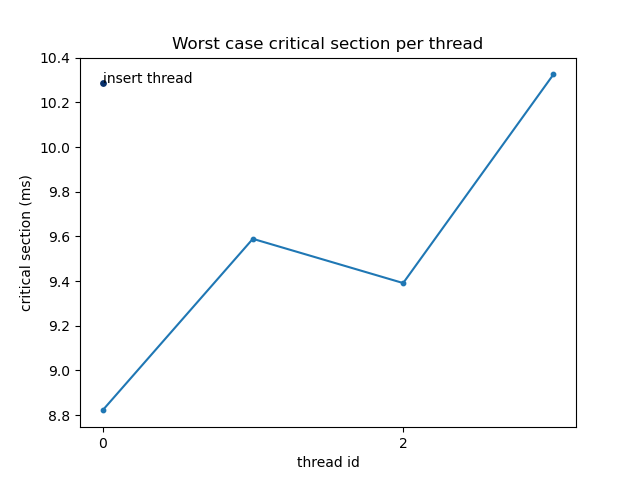 Worst case critical section per thread
10.4
insert thread
10.2
10.0
9.8
9.6
9.4
9.2
9.0
8.8
critical section (ms)
0
2
thread id